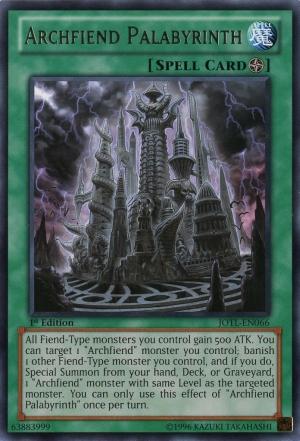 ARCHFIEND PALABYRINTH
SPELL
魔
[SPELL CARD]
1st Edition
JOTL-EN066
All Fiend-Type monsters you control gain 500 ATK. You
can target 1 "Archfiend" monster you control; banish
1 other Fiend-Type monster you control, and if you do,
Special Summon from your hand, Deck, or Graveyard,
1 "Archfiend" monster with same Level as the targeted
monster. You can only use this effect of "Archfiend
Palabyrinth" once per turn.
63883999
©1996 KAZUKI TAKAHASHI